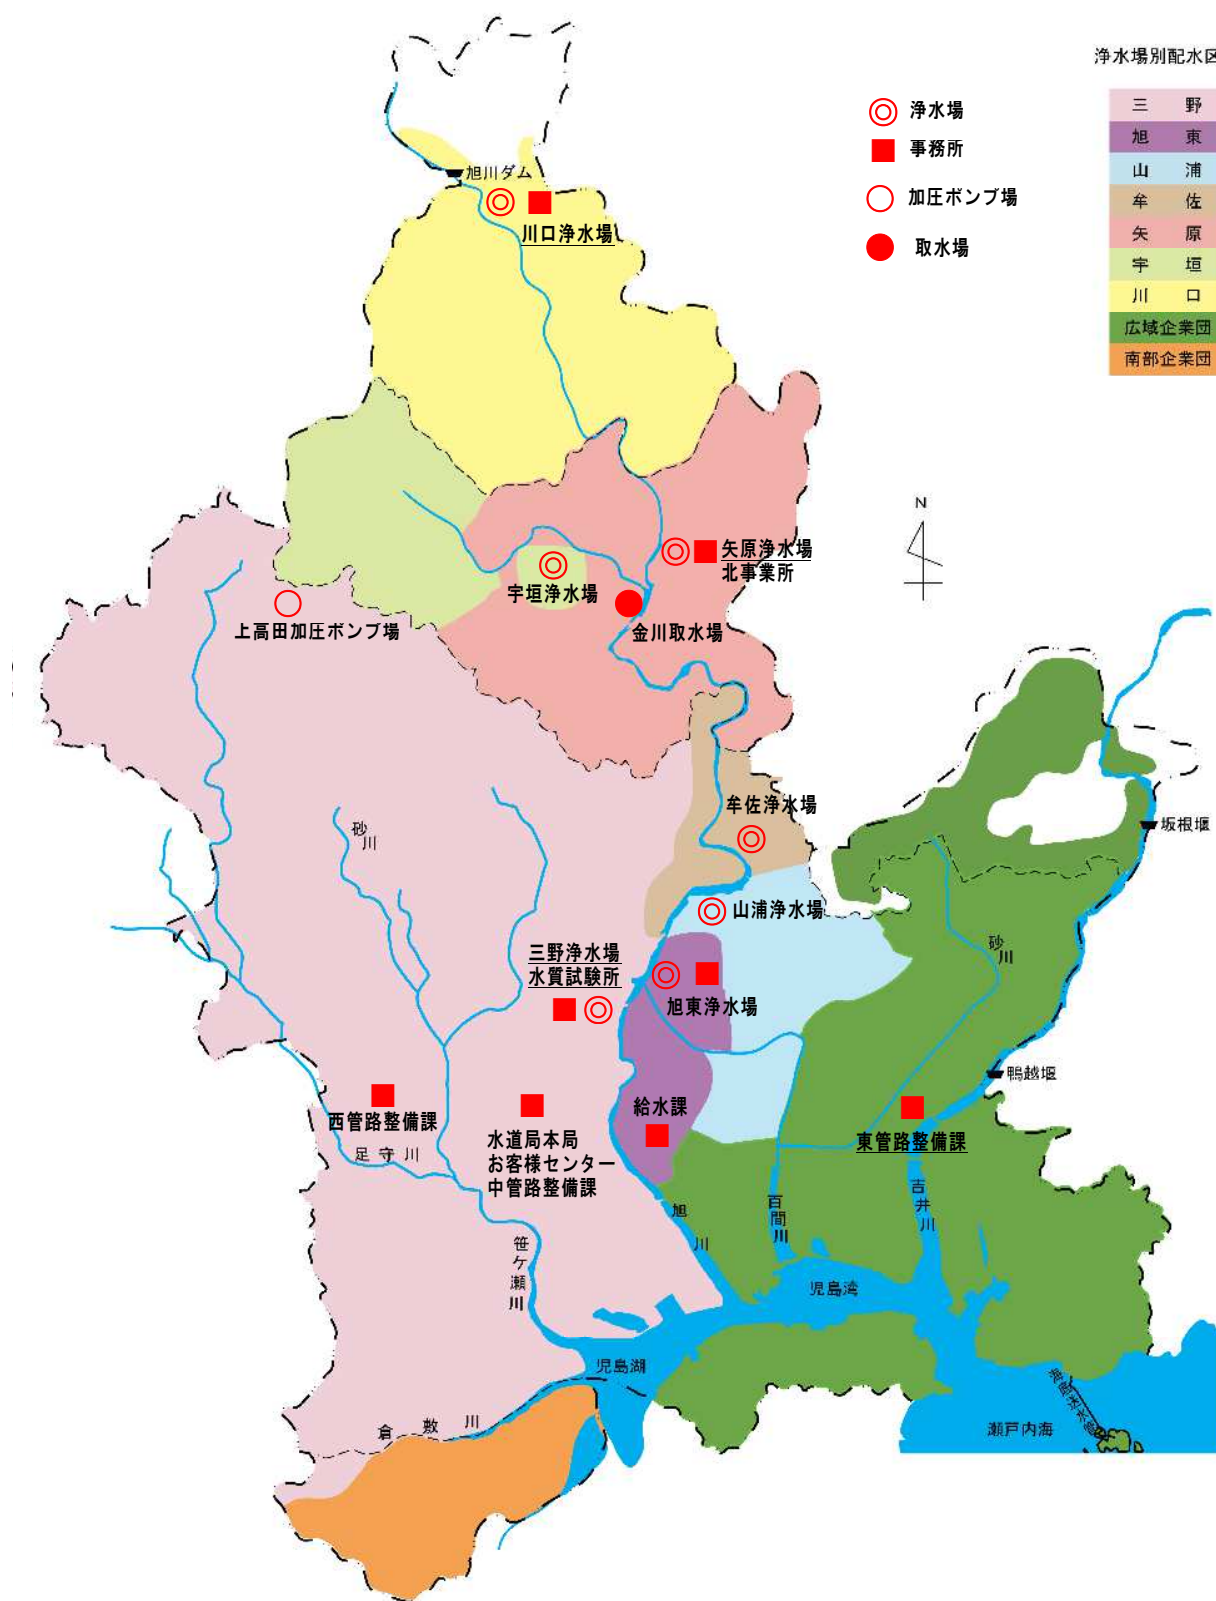 浄水場別配水区
浄水場
事務所
加圧ポンプ場
取水場
三野
旭東
山浦
牟佐
矢原
宇垣
川口
広域企業団
南部企業団
旭川ダム
川口浄水場
N
矢原浄水場
北事業所
宇垣浄水場
金川取水場
上高田加圧ポンプ場
牟佐浄水場
坂根堰
砂川
山浦浄水場
三野浄水場
水質試験所
旭東浄水場
砂川
鴨越堰
西管路整備課
足守川
水道局本局
お客様センター
中管路整備課
給水課
東管路整備課
旭川
百間川
吉井川
笹ケ瀬川
児島湾
児島湖
倉敷川
瀬戸内海